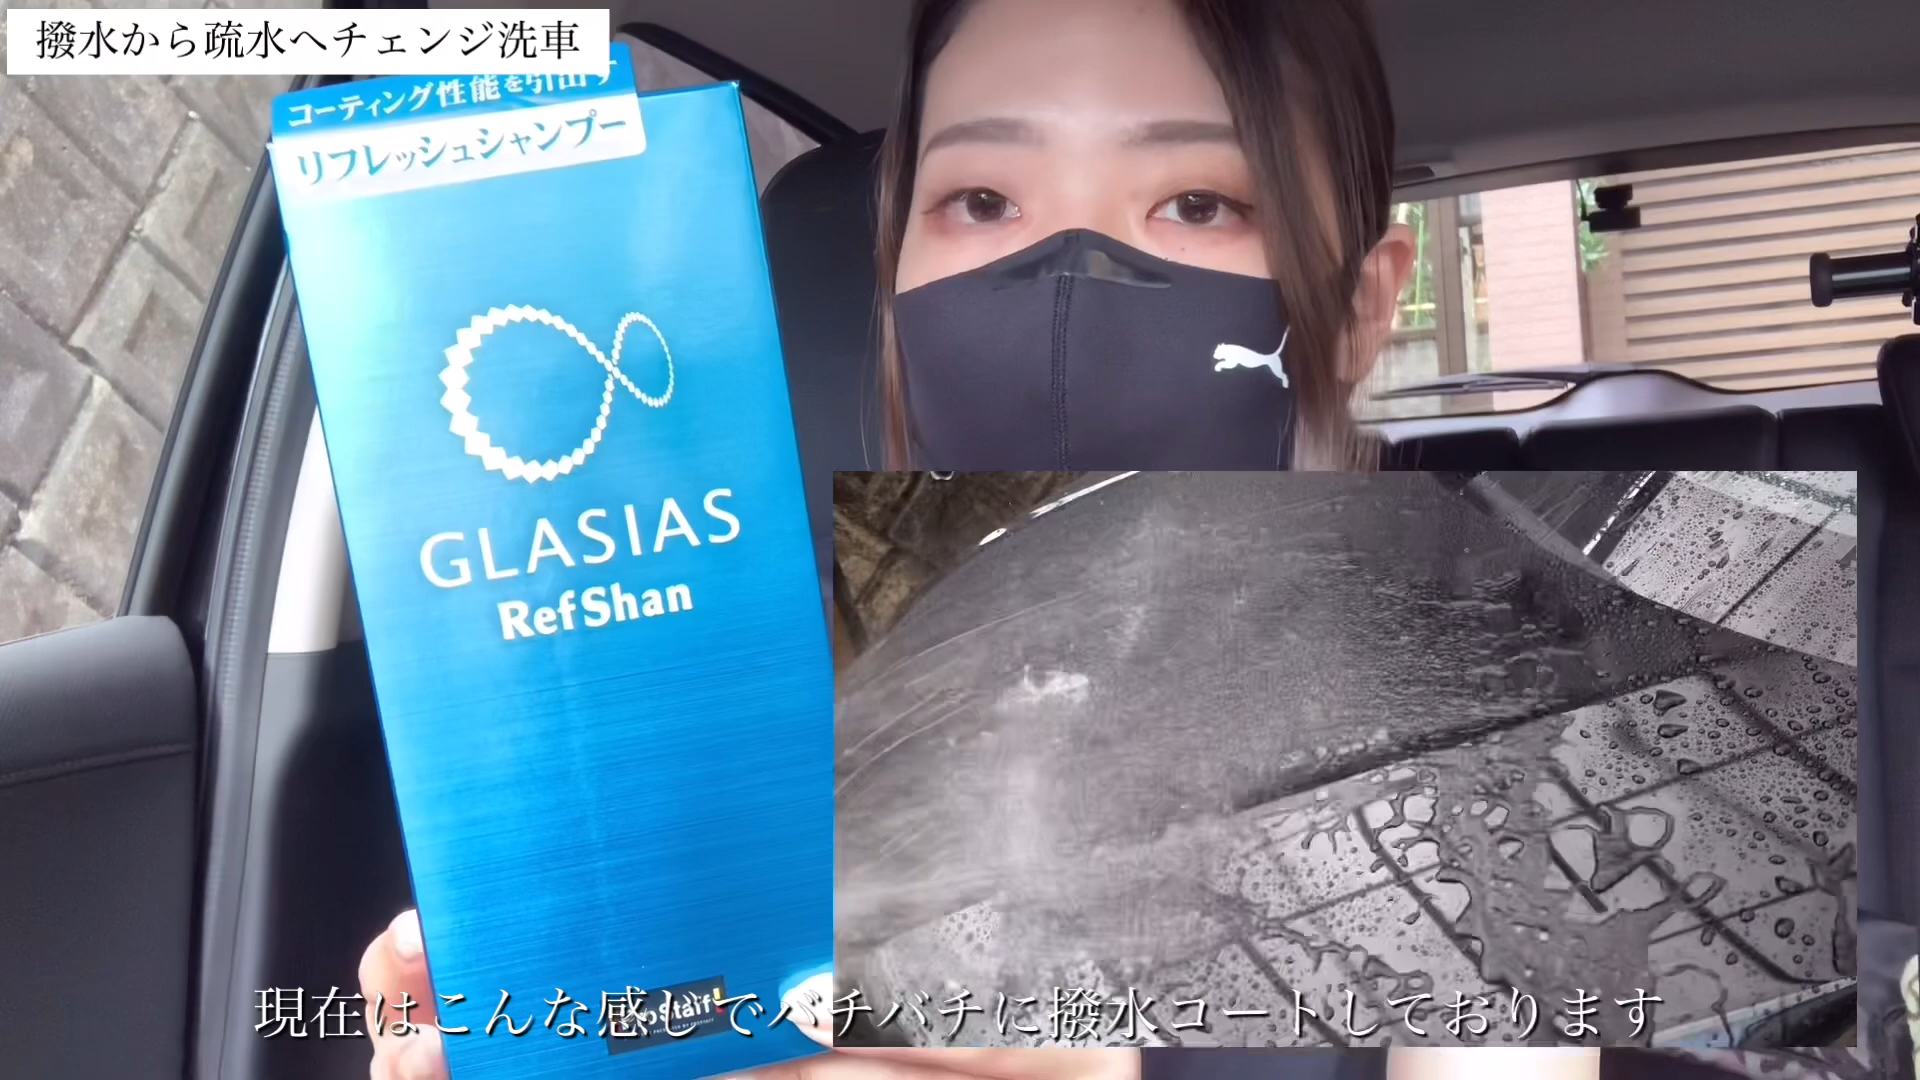 撥水から疏水へチェンジ洗車
コーティング性能を引出す
リフレッシュシャンプー
GLASIAS
RefShan
現在はこんな感じでバチバチに撥水コートしております